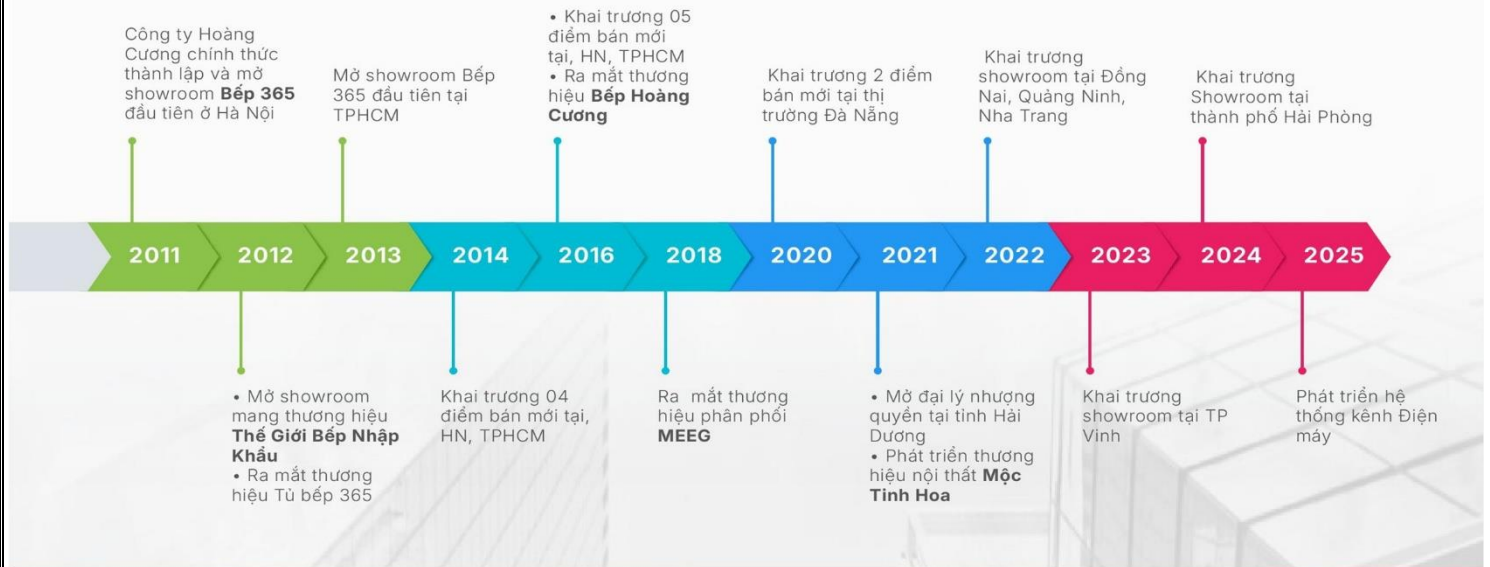 Công ty Hoàng
Cương chính thức
thành lập và mở
showroom Bếp 365
đầu tiên ở Hà Nội
Mở showroom Bếp
365 đầu tiên tại
TPHCM
• Khai trương 05
điểm bán mới
tại, HN, TPHCM
• Ra mắt thương
hiệu Bếp Hoàng
Cương
Khai trương 2 điểm
bán mới tại thị
trường Đà Nẵng
Khai trương
showroom tại Đồng
Nai, Quảng Ninh,
Nha Trang
Khai trương
Showroom tại
thành phố Hải Phòng
2011 2012 2013 2014 2016 2018 2020 2021 2022 2023 2024 2025
• Mở showroom
mang thương hiệu
Thế Giới Bếp Nhập
Khẩu
• Ra mắt thương
hiệu Tủ bếp 365
Khai trương 04
điểm bán mới tại,
HN, TPHCM
Ra mắt thương
hiệu phân phối
MEEG
• Mở đại lý nhượng
quyền tại tỉnh Hải
Dương
• Phát triển thương
hiệu nội thất Mộc
Tinh Hoa
Khai trương
showroom tại TP
Vinh
Phát triển hệ
thống kênh Điện
máy